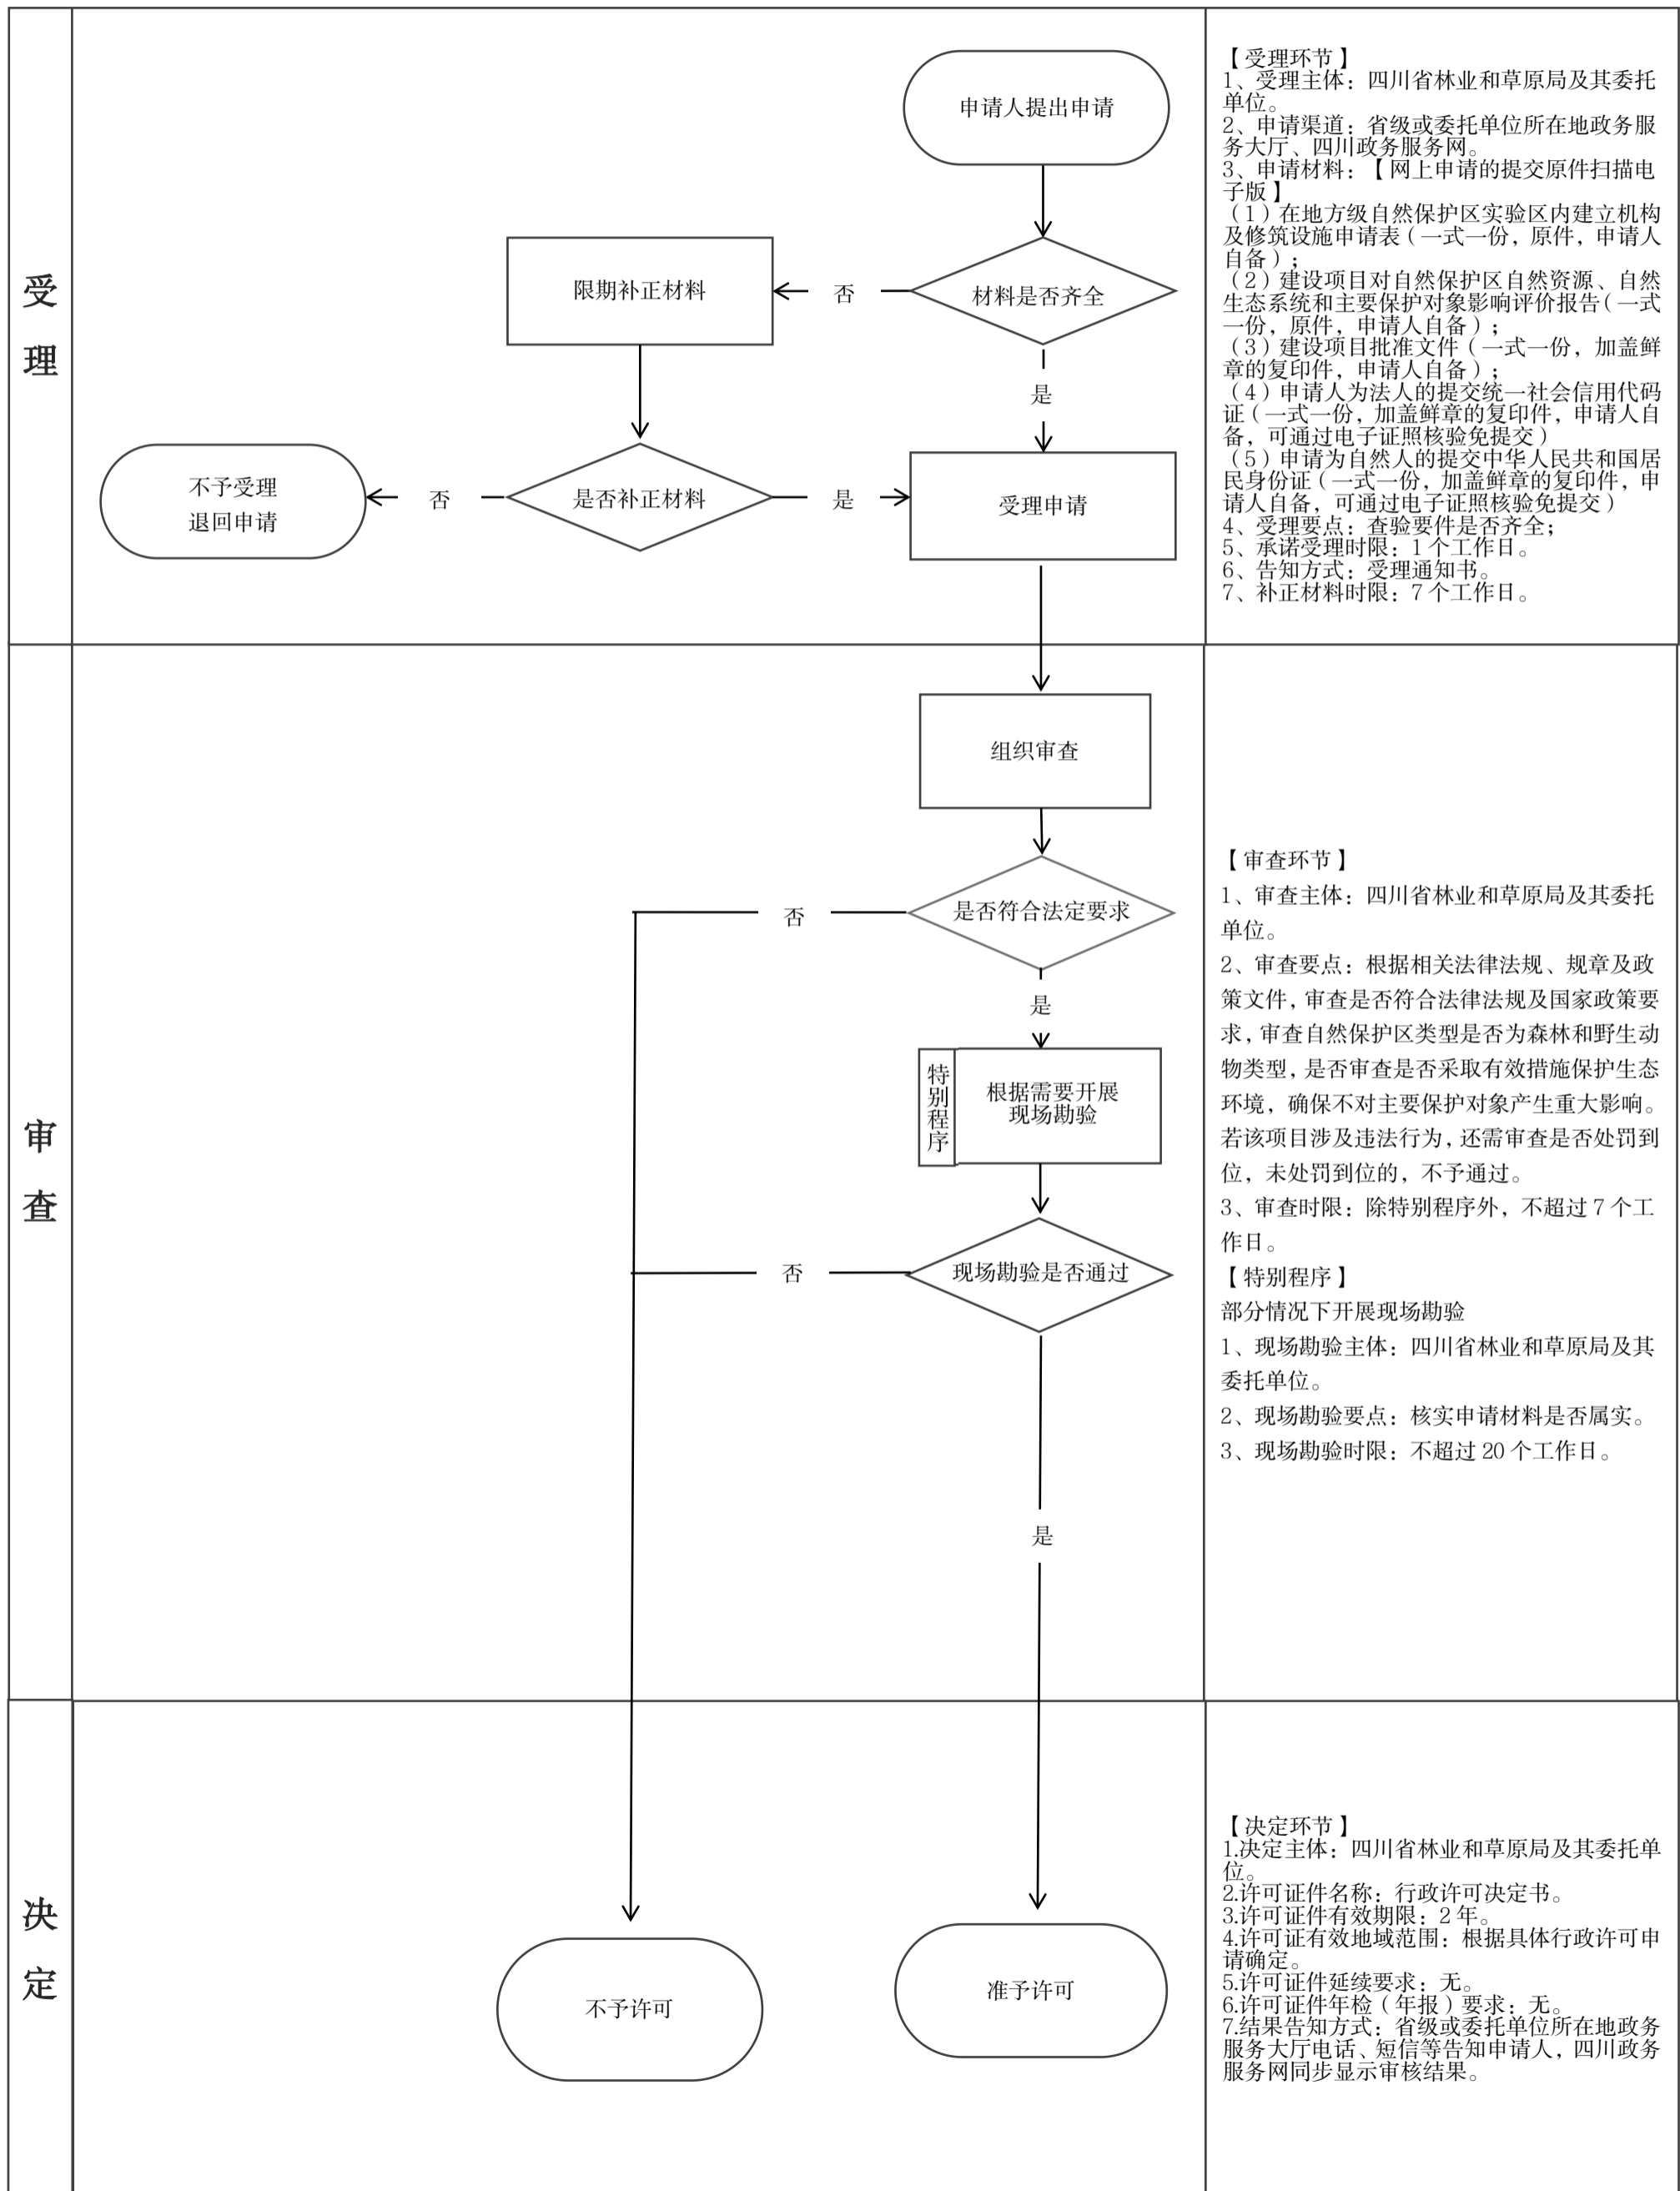 受
理
申请人提出申请
限期补正材料
否
材料是否齐全
是
不予受理
退回申请
否
是否补正材料
是
受理申请
【受理环节】
1、受理主体：四川省林业和草原局及其委托
单位。
2、申请渠道：省级或委托单位所在地政务服
务大厅、四川政务服务网。
3、申请材料：【网上申请的提交原件扫描电
子版】
（1）在地方级自然保护区实验区内建立机构
及修筑设施申请表（一式一份，原件，申请人
自备）；
（2）建设项目对自然保护区自然资源、自然
生态系统和主要保护对象影响评价报告（一式
一份，原件，申请人自备）；
（3）建设项目批准文件（一式一份，加盖鲜
章的复印件，申请人自备）；
（4）申请人为法人的提交统一社会信用代码
证（一式一份，加盖鲜章的复印件，申请人自
备，可通过电子证照核验免提交）
（5）申请为自然人的提交中华人民共和国居
民身份证（一式一份，加盖鲜章的复印件，申
请人自备，可通过电子证照核验免提交）
4、受理要点：查验要件是否齐全；
5、承诺受理时限：1个工作日。
6、告知方式：受理通知书。
7、补正材料时限：7个工作日。
审
查
组织审查
是否符合法定要求
否
是
特别程序
根据需要开展
现场勘验
现场勘验是否通过
否
是
【审查环节】
1、审查主体：四川省林业和草原局及其委托
单位。
2、审查要点：根据相关法律法规、规章及政
策文件，审查是否符合法律法规及国家政策要
求，审查自然保护区类型是否为森林和野生动
物类型，是否审查是否采取有效措施保护生态
环境，确保不对主要保护对象产生重大影响。
若该项目涉及违法行为，还需审查是否处罚到
位，未处罚到位的，不予通过。
3、审查时限：除特别程序外，不超过7个工
作日。
【特别程序】
部分情况下开展现场勘验
1、现场勘验主体：四川省林业和草原局及其
委托单位。
2、现场勘验要点：核实申请材料是否属实。
3、现场勘验时限：不超过20个工作日。
决
定
不予许可
准予许可
【决定环节】
1.决定主体：四川省林业和草原局及其委托单
位。
2.许可证件名称：行政许可决定书。
3.许可证件有效期限：2年。
4.许可证有效地域范围：根据具体行政许可申
请确定。
5.许可证件延续要求：无。
6.许可证件年检（年报）要求：无。
7.结果告知方式：省级或委托单位所在地政务
服务大厅电话、短信等告知申请人，四川政务
服务网同步显示审核结果。